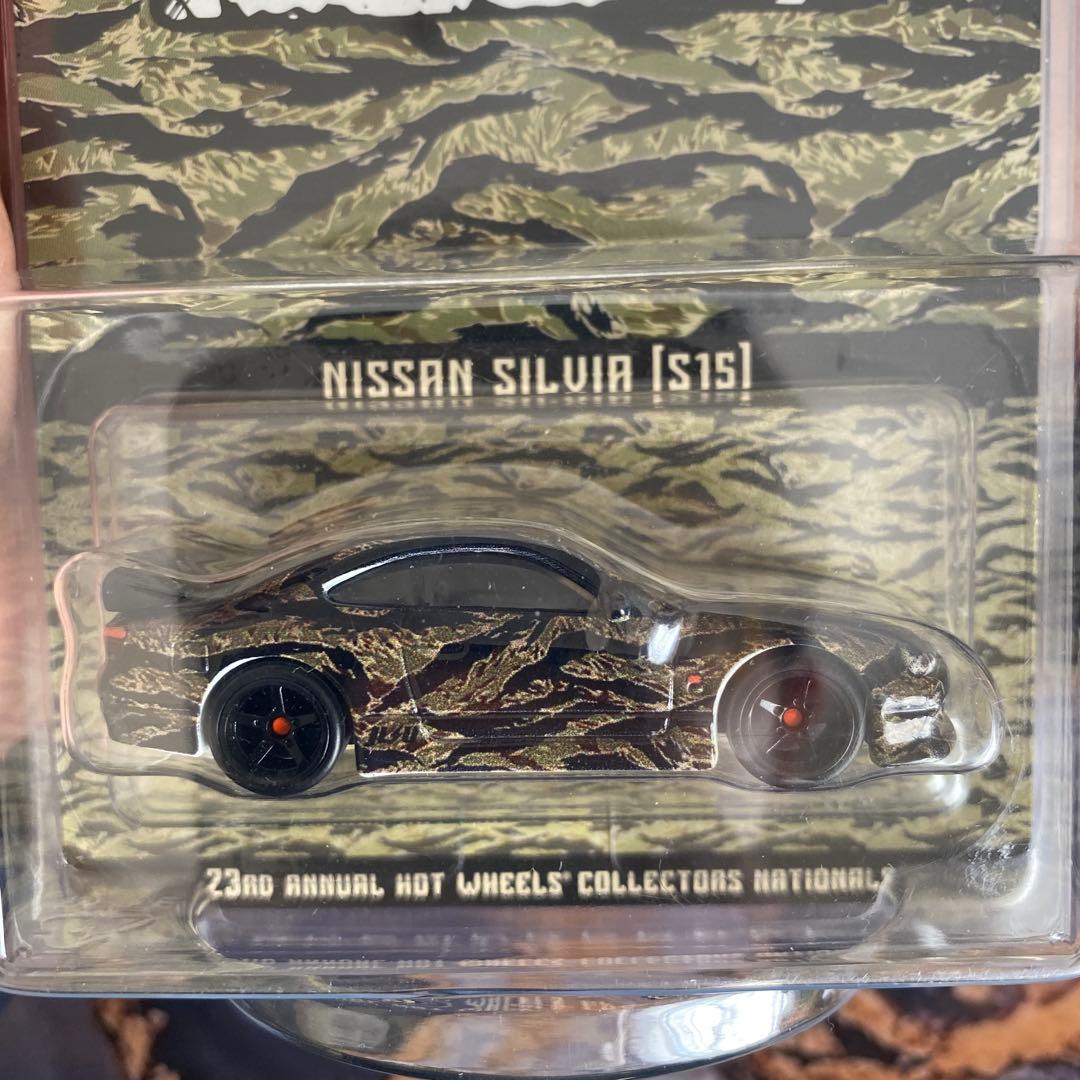 NISSAN SILVIA [S15]
23RD ANNUAL HOT WHEELS® COLLECTORS NATIONALS